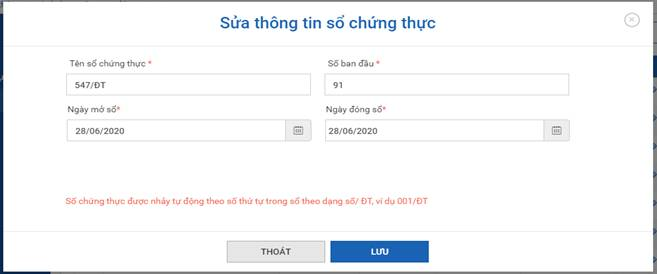 Sửa thông tin sổ chứng thực
Tên sổ chứng thực *
Số ban đầu *
547/ĐT
91
Ngày mở sổ*
Ngày đóng sổ*
28/06/2020
28/06/2020
Số chứng thực được nhảy tự động theo số thứ tự trong sổ theo dạng số/ ĐT, ví dụ 001/ĐT
THOÁT
LƯU